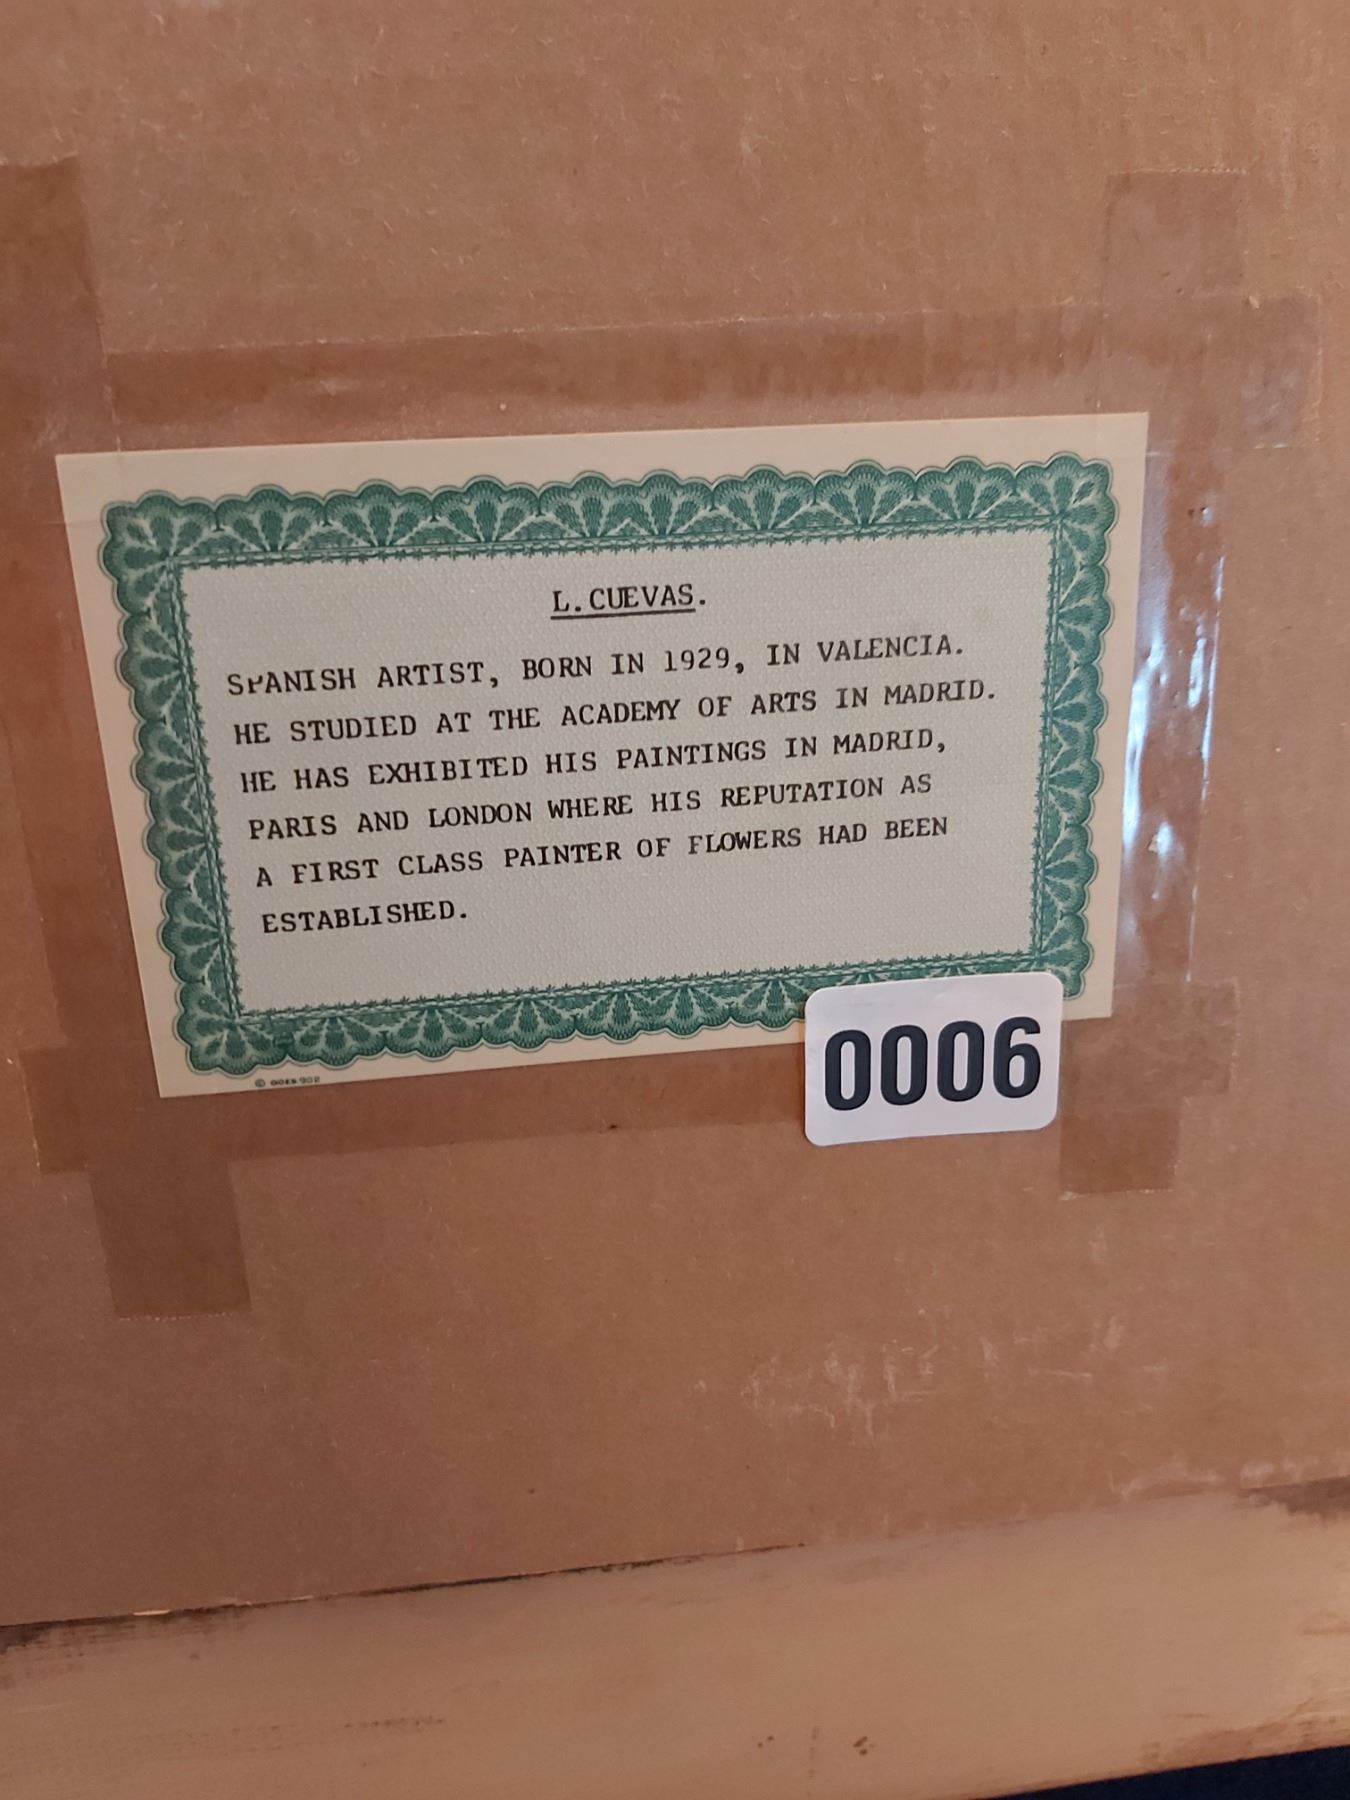 L.CUEVAS.
SPANISH ARTIST, BORN IN 1929, IN VALENCIA.
HE STUDIED AT THE ACADEMY OF ARTS IN MADRID.
HE HAS EXHIBITED HIS PAINTINGS IN MADRID,
PARIS AND LONDON WHERE HIS REPUTATION AS
A FIRST CLASS PAINTER OF FLOWERS HAD BEEN
ESTABLISHED.
© GOES 902
0006